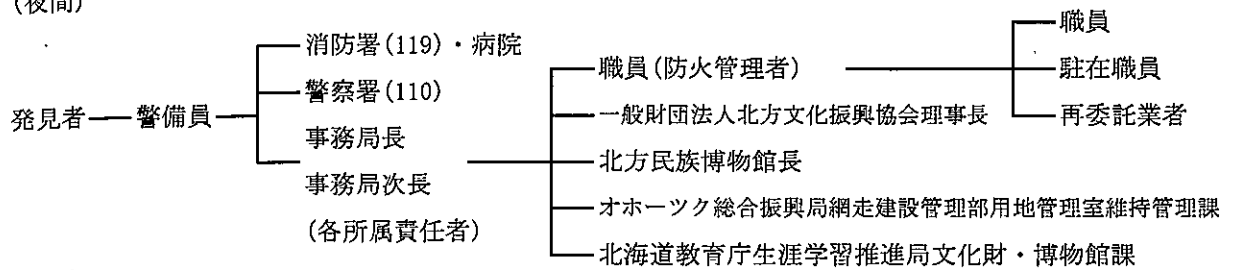 (夜間)
発見者
警備員
消防署(119)・病院
警察署(110)
事務局長
事務局次長
(各所属責任者)
職員(防火管理者)
一般財団法人北方文化振興協会理事長
北方民族博物館長
オホーツク総合振興局網走建設管理部用地管理室維持管理課
北海道教育庁生涯学習推進局文化財・博物館課
職員
駐在職員
再委託業者